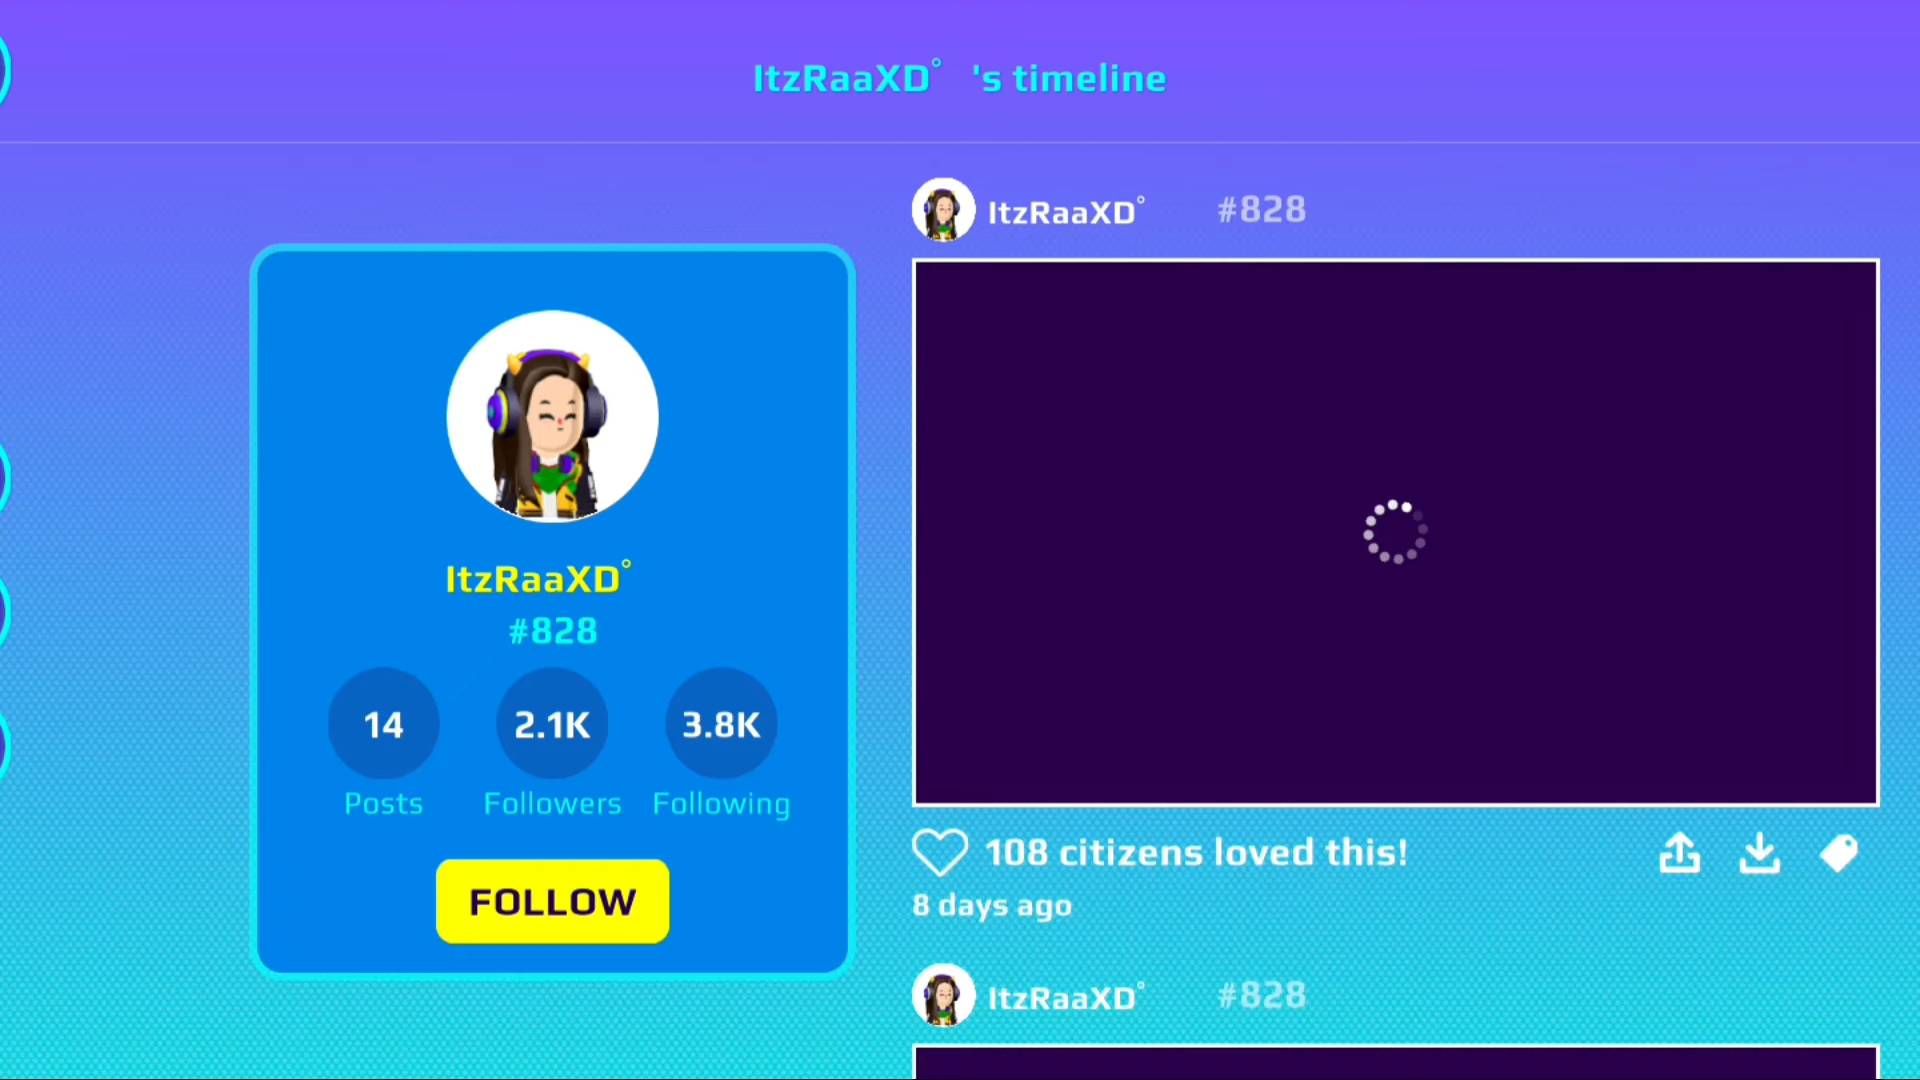 ItzRaaXD° 's timeline
ItzRaaXD° #828
ItzRaaXD°
#828
14 2.1K 3.8K
Posts Followers Following
FOLLOW
108 citizens loved this!
8 days ago
ItzRaaXD° #828